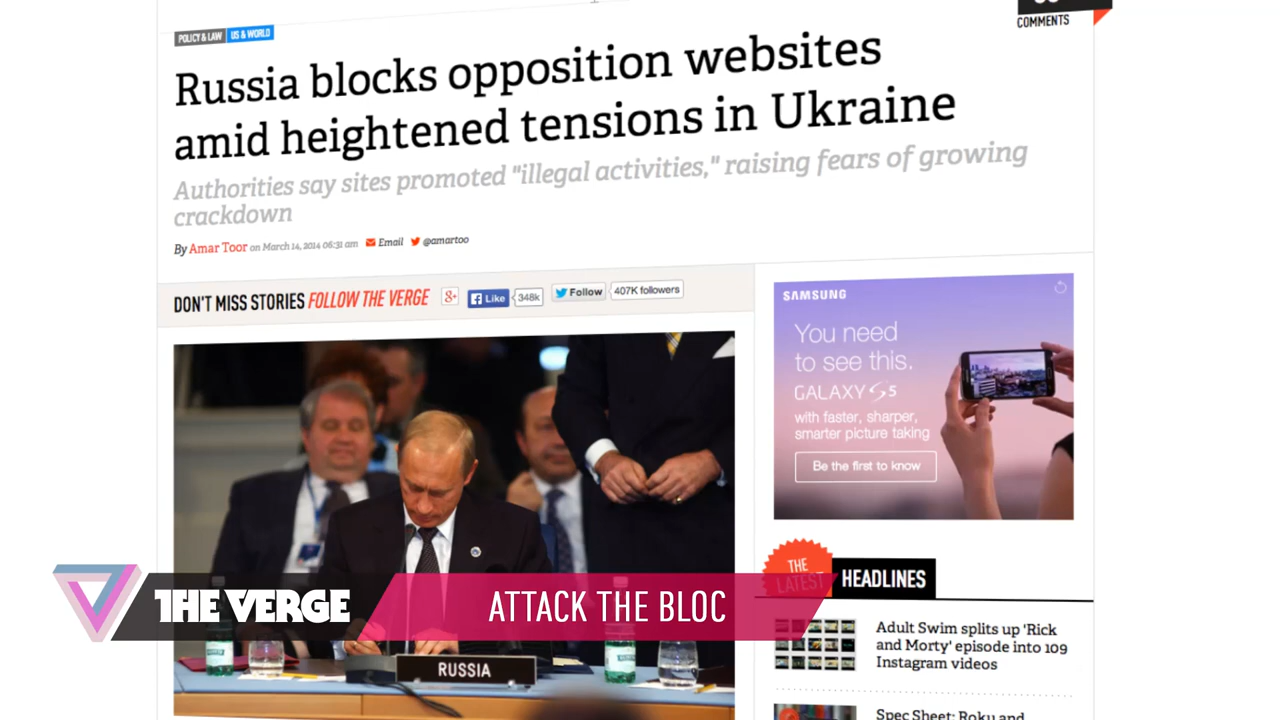 COMMENTS
POLICY & LAW US & WORLD
Russia blocks opposition websites
amid heightened tensions in Ukraine
Authorities say sites promoted "illegal activities," raising fears of growing
crackdown
By Amar Toor on March 14, 2014 06:31 am Email @amartoo
DON'T MISS STORIES FOLLOW THE VERGE 8+ Like 348k Follow 407K followers
SAMSUNG
You need
to see this.
GALAXY S5
with faster, sharper,
smarter picture taking
Be the first to know
RUSSIA
THE VERGE
ATTACK THE BLOC
THE
LATEST
HEADLINES
Adult Swim splits up 'Rick
and Morty' episode into 109
Instagram videos
Spec Sheet: Roku and